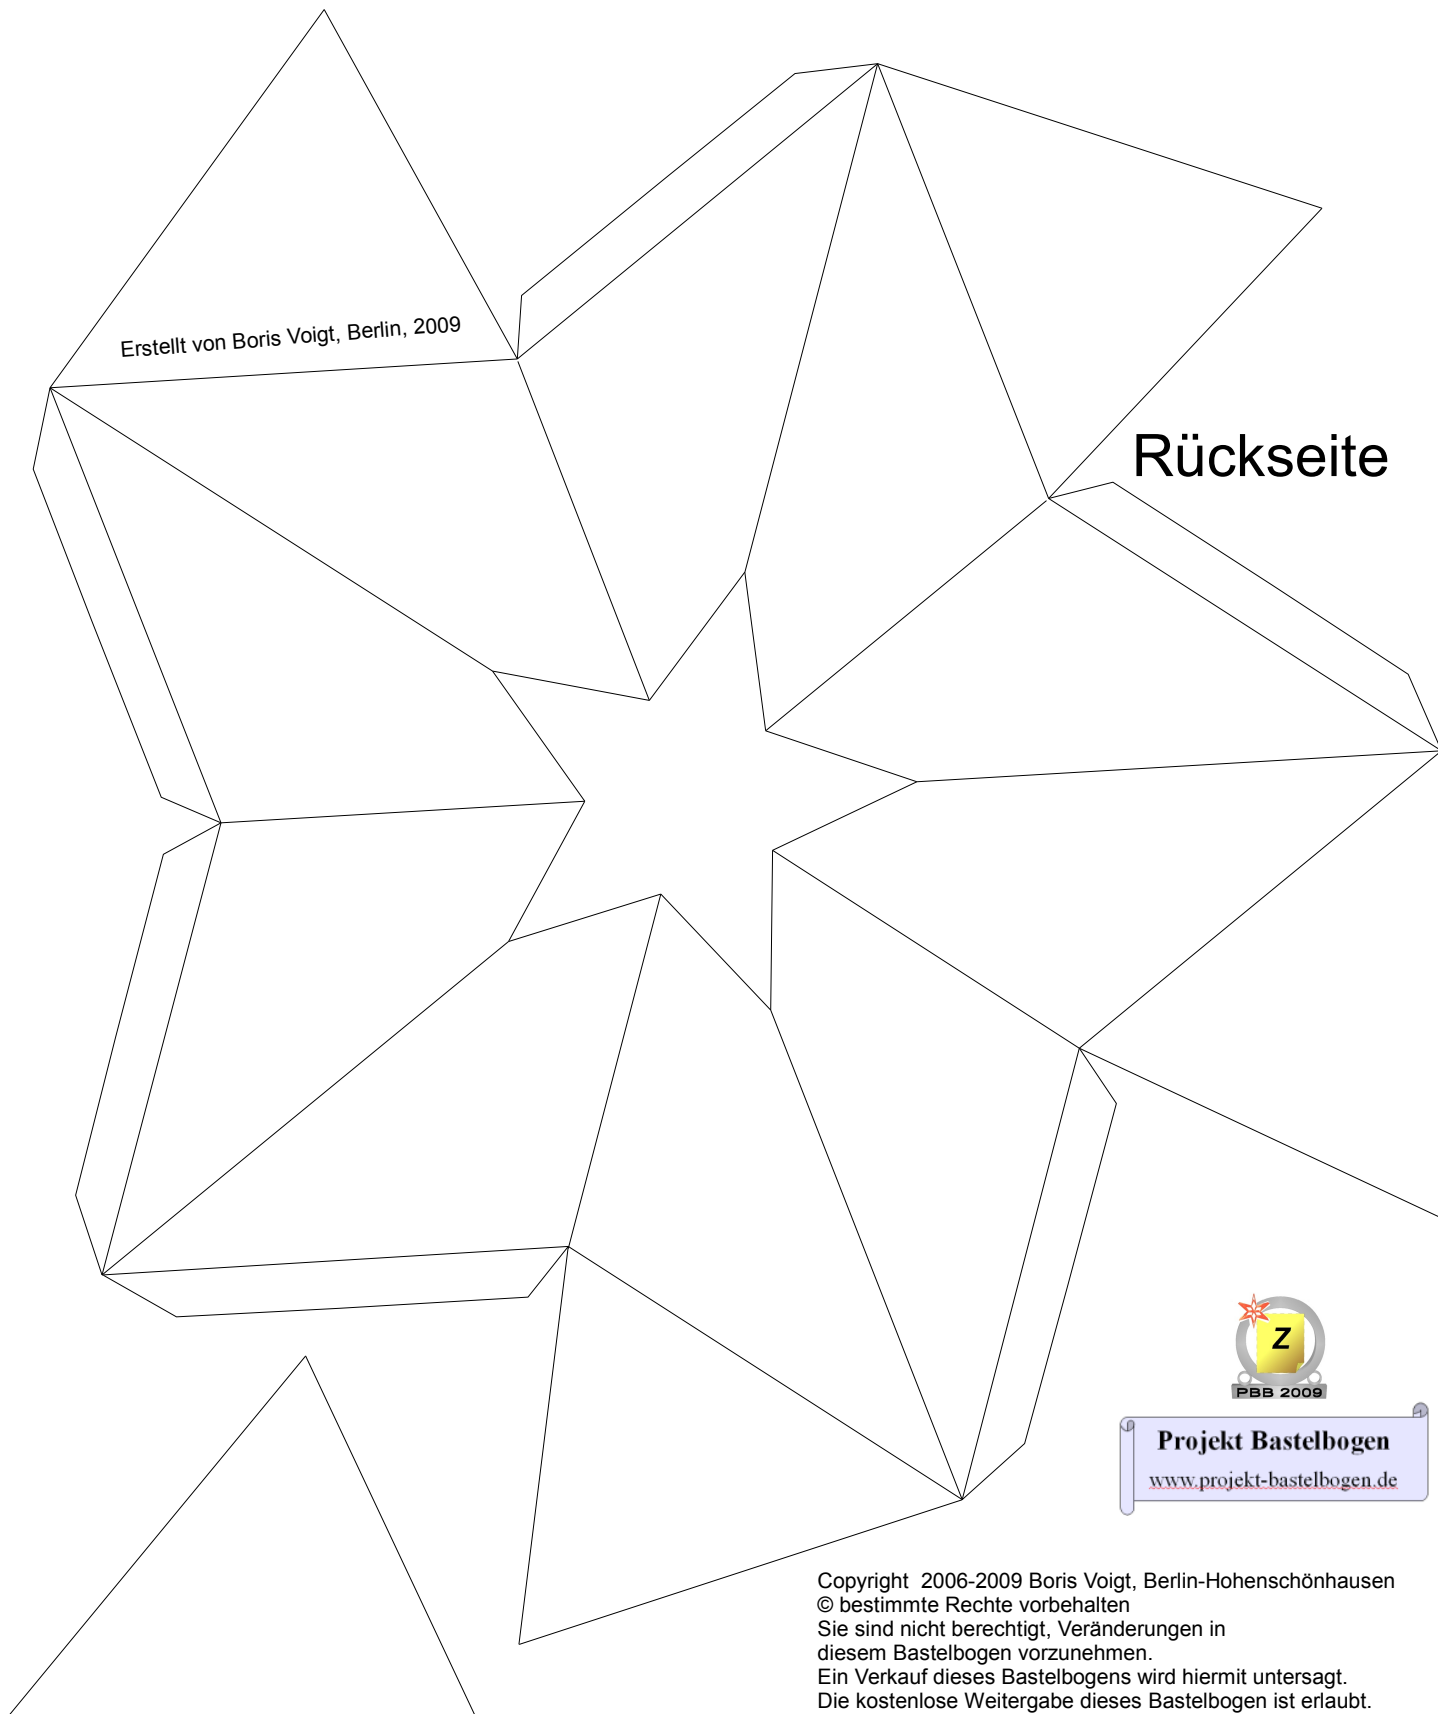 Erstellt von Boris Voigt, Berlin, 2009
Rückseite
Z
PBB 2009
Projekt Bastelbogen
www.projekt-bastelbogen.de
Copyright  2006-2009 Boris Voigt, Berlin-Hohenschönhausen
© bestimmte Rechte vorbehalten
Sie sind nicht berechtigt, Veränderungen in
diesem Bastelbogen vorzunehmen.
Ein Verkauf dieses Bastelbogens wird hiermit untersagt.
Die kostenlose Weitergabe dieses Bastelbogen ist erlaubt.